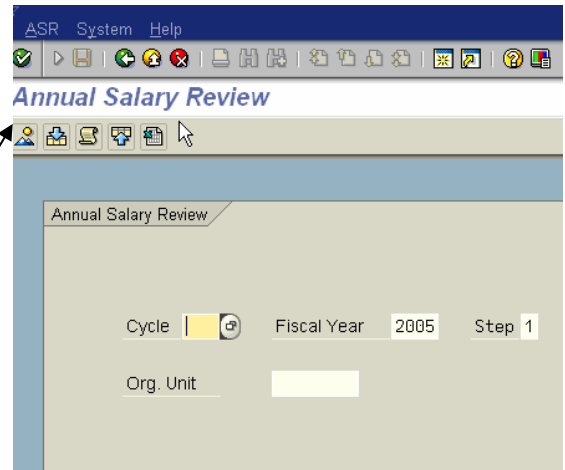 ASR System Help
Annual Salary Review
Annual Salary Review
Cycle Fiscal Year 2005 Step 1
Org. Unit